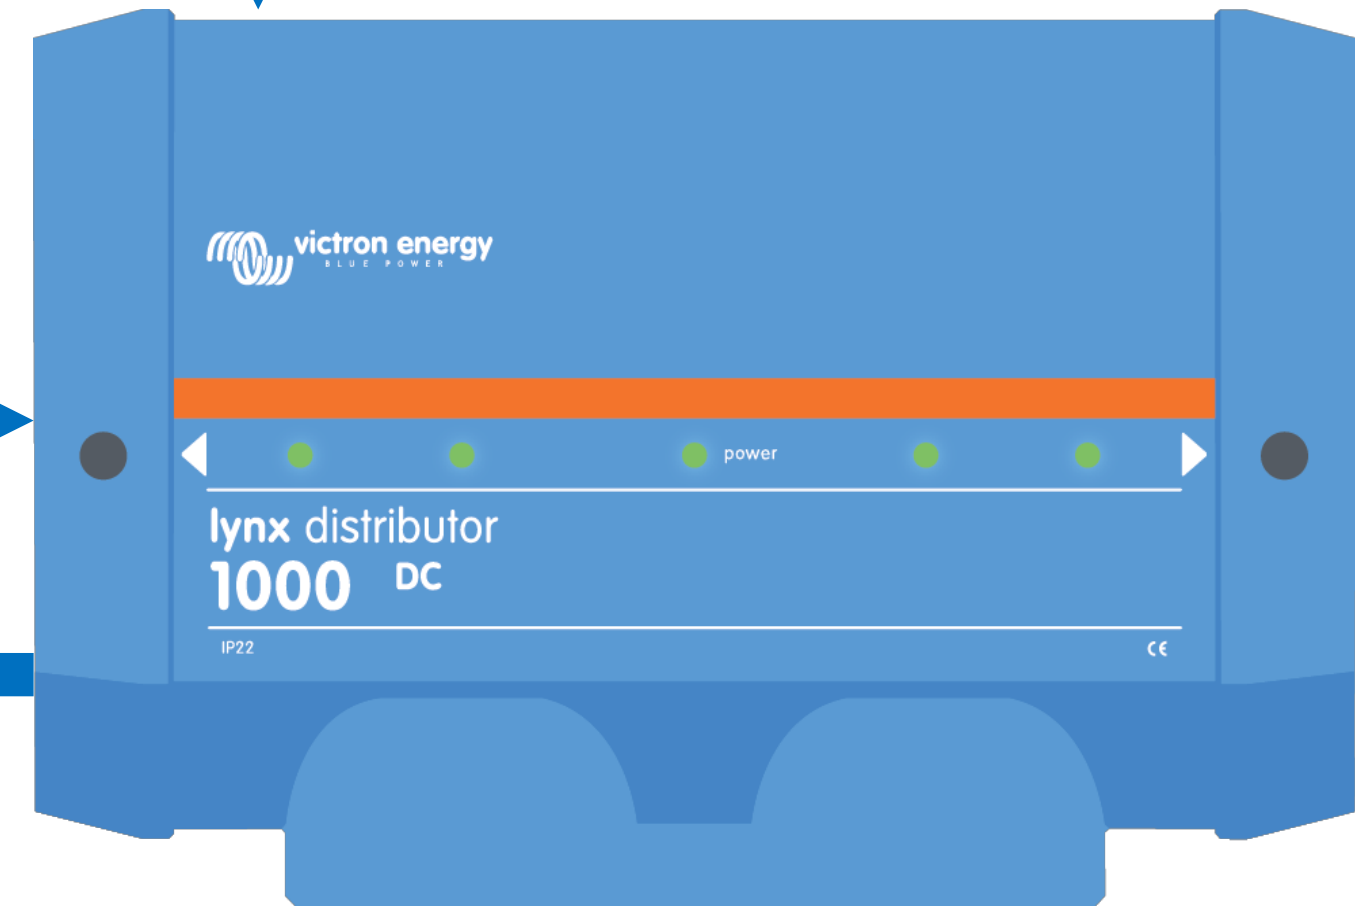 victron energy
BLUE POWER
power
lynx distributor
1000 DC
IP22 CE